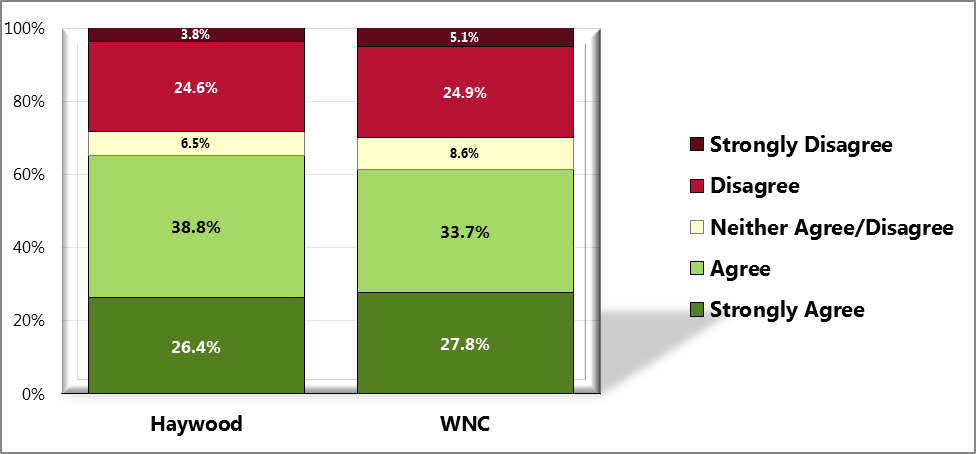 100%
80%
60%
40%
20%
0%
3.8%
24.6%
6.5%
38.8%
26.4%
5.1%
24.9%
8.6%
33.7%
27.8%
Haywood
WNC
Strongly Disagree
Disagree
Neither Agree/Disagree
Agree
Strongly Agree